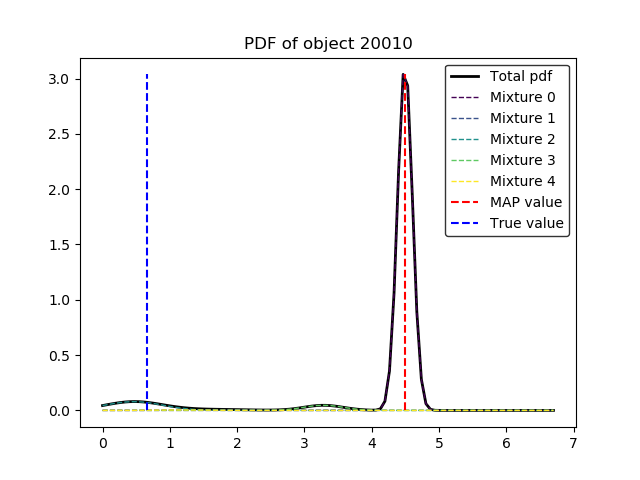 PDF of object 20010
Total pdf
Mixture 0
Mixture 1
Mixture 2
Mixture 3
Mixture 4
MAP value
True value
3.0
2.5
2.0
1.5
1.0
0.5
0.0
0 1 2 3 4 5 6 7